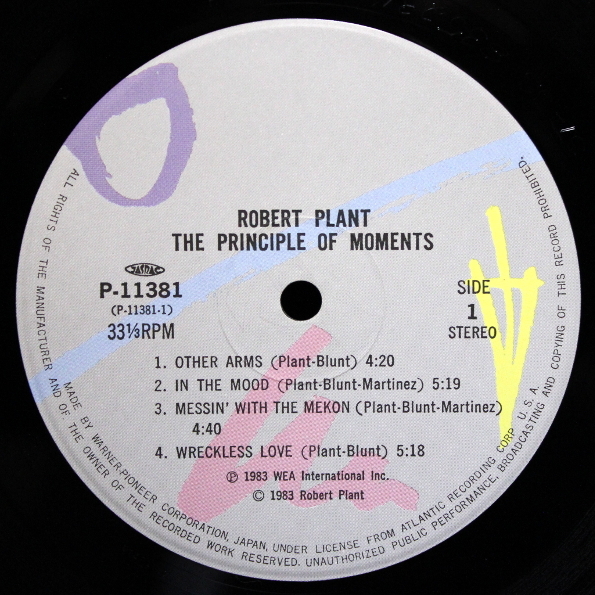 ROBERT PLANT
THE PRINCIPLE OF MOMENTS
JASRAC
P-11381
(P-11381-1)
33⅓RPM
SIDE
1
STEREO
1. OTHER ARMS (Plant-Blunt) 4:20
2. IN THE MOOD (Plant-Blunt-Martinez) 5:19
3. MESSIN' WITH THE MEKON (Plant-Blunt-Martinez)
4:40
4. WRECKLESS LOVE (Plant-Blunt) 5:18
Ⓟ 1983 WEA International Inc.
© 1983 Robert Plant
MADE BY WARNER-PIONEER CORPORATION, JAPAN, UNDER LICENSE FROM ATLANTIC RECORDING CORP. U.S.A.
ALL RIGHTS OF THE MANUFACTURER AND OF THE OWNER OF THE RECORDED WORK RESERVED. UNAUTHORIZED PUBLIC PERFORMANCE, BROADCASTING AND COPYING OF THIS RECORD PROHIBITED.